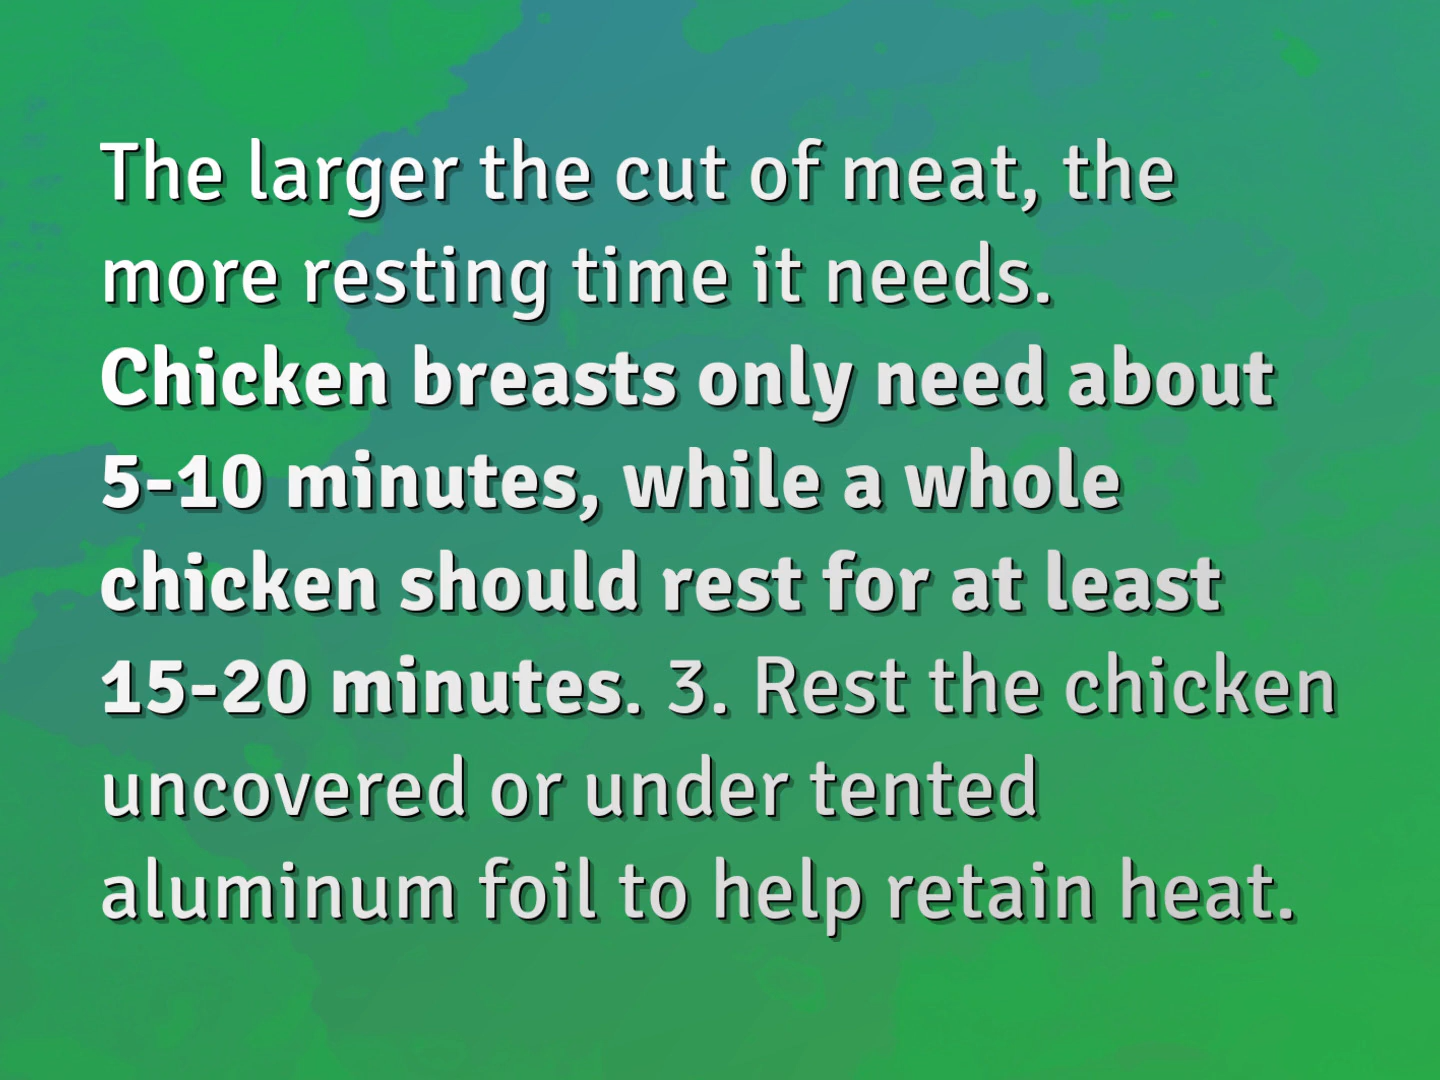 The larger the cut of meat, the
more resting time it needs.
Chicken breasts only need about
5-10 minutes, while a whole
chicken should rest for at least
15-20 minutes. 3. Rest the chicken
uncovered or under tented
aluminum foil to help retain heat.